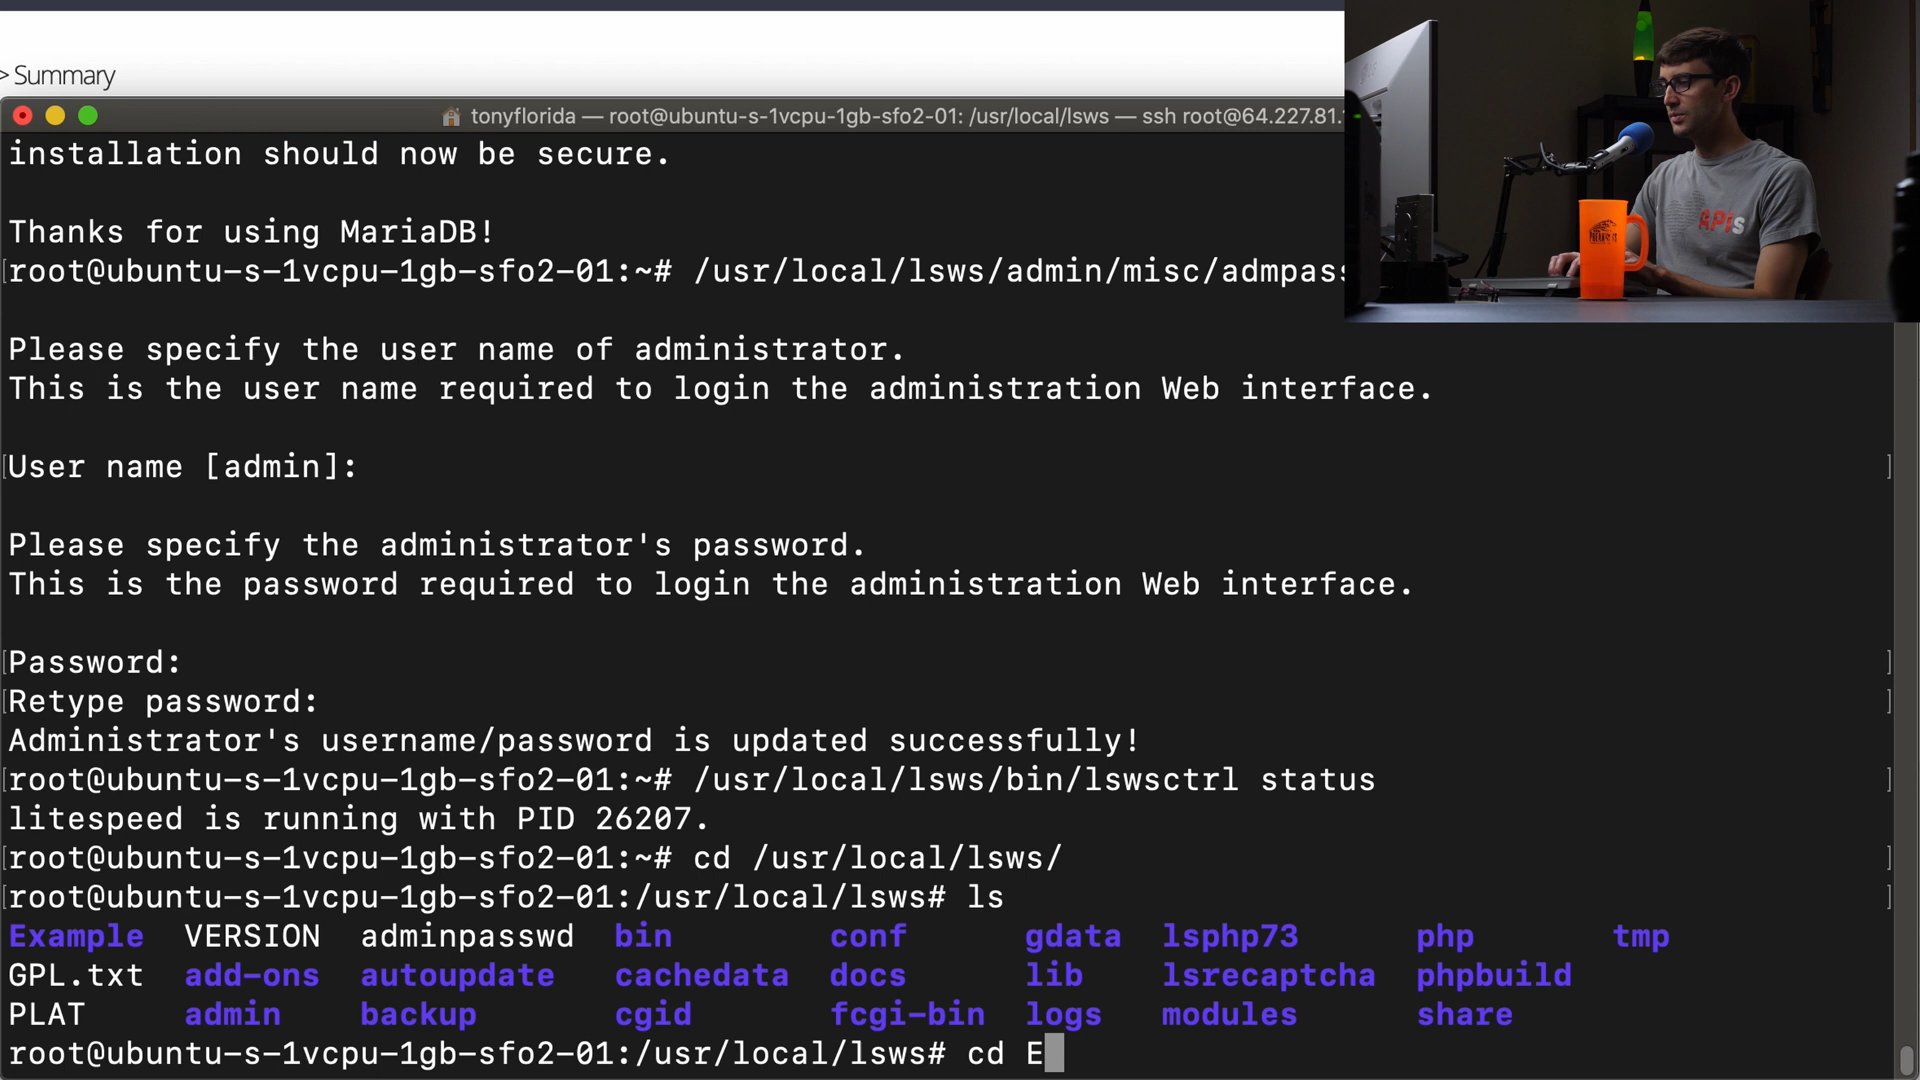 > Summary
tonyflorida — root@ubuntu-s-1vcpu-1gb-sfo2-01: /usr/local/lsws — ssh root@64.227.81.
installation should now be secure.
Thanks for using MariaDB!
[root@ubuntu-s-1vcpu-1gb-sfo2-01:~# /usr/local/lsws/admin/misc/admpass
Please specify the user name of administrator.
This is the user name required to login the administration Web interface.
[User name [admin]: ]
Please specify the administrator's password.
This is the password required to login the administration Web interface.
[Password: ]
[Retype password: ]
Administrator's username/password is updated successfully!
[root@ubuntu-s-1vcpu-1gb-sfo2-01:~# /usr/local/lsws/bin/lswsctrl status ]
litespeed is running with PID 26207.
[root@ubuntu-s-1vcpu-1gb-sfo2-01:~# cd /usr/local/lsws/ ]
[root@ubuntu-s-1vcpu-1gb-sfo2-01:/usr/local/lsws# ls ]
Example VERSION adminpasswd bin conf gdata lsphp73 php tmp
GPL.txt add-ons autoupdate cachedata docs lib lsrecaptcha phpbuild
PLAT admin backup cgid fcgi-bin logs modules share
root@ubuntu-s-1vcpu-1gb-sfo2-01:/usr/local/lsws# cd E
APIs